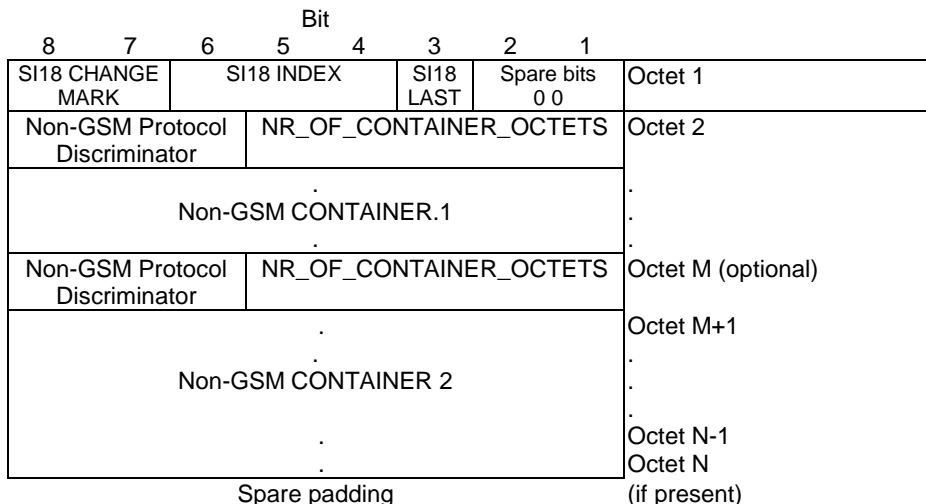 Bit
8 7 6 5 4 3 2 1
SI18 CHANGE SI18 INDEX SI18 Spare bits Octet 1
MARK LAST 0 0
Non-GSM Protocol NR_OF_CONTAINER_OCTETS Octet 2
Discriminator
. .
Non-GSM CONTAINER.1 .
. .
Non-GSM Protocol NR_OF_CONTAINER_OCTETS Octet M (optional)
Discriminator
. Octet M+1
. .
Non-GSM CONTAINER 2 .
.
. Octet N-1
. Octet N
Spare padding (if present)